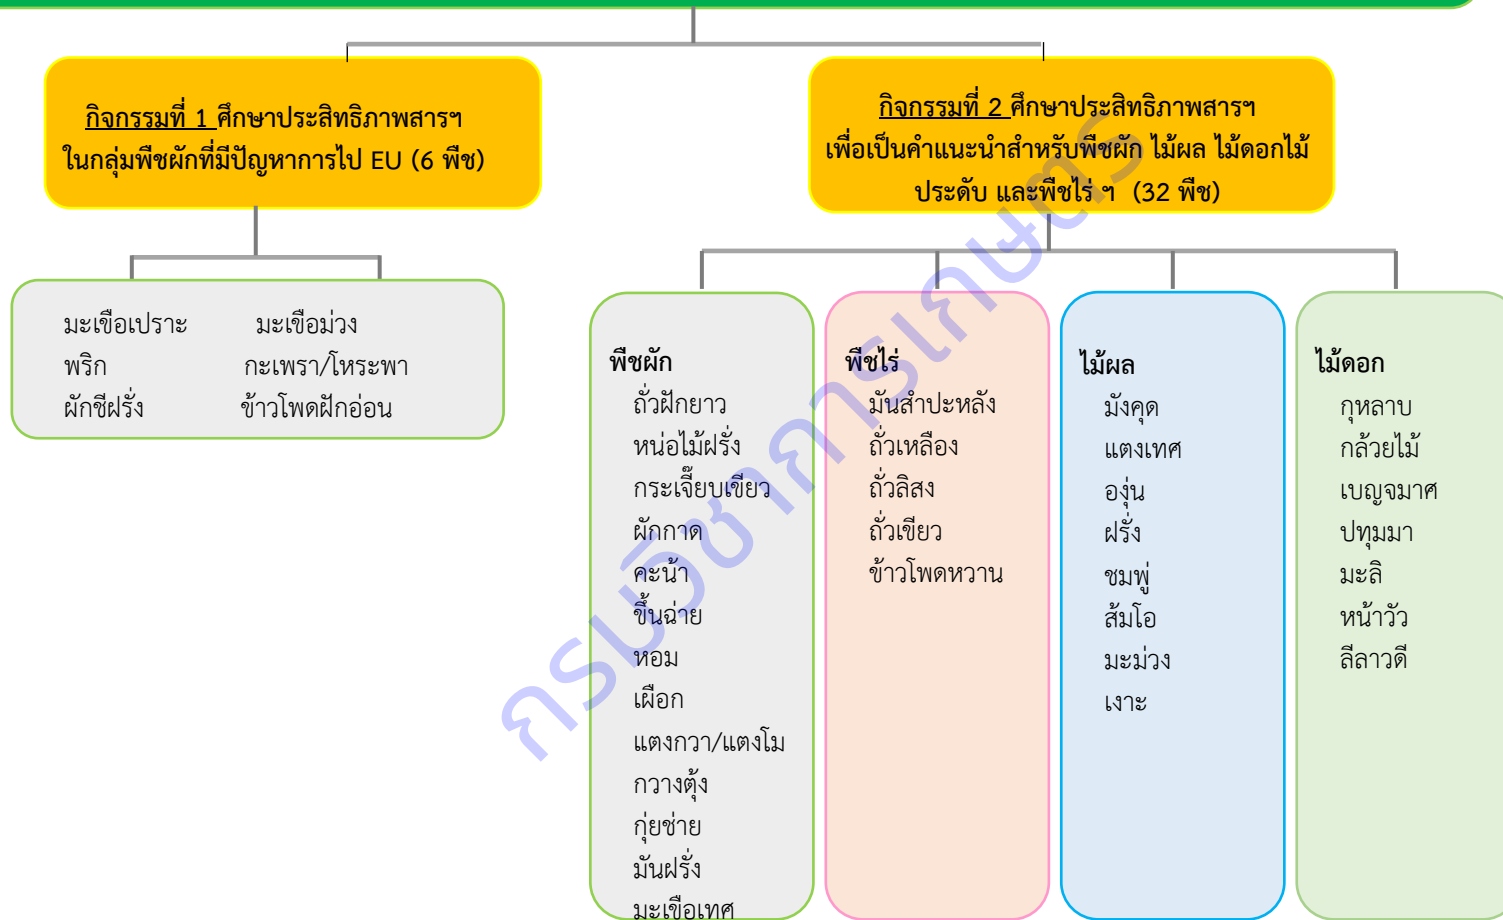 กิจกรรมที่ 1 ศึกษาประสิทธิภาพสารฯ
ในกลุ่มพืชผักที่มีปัญหาการไป EU (6 พืช)
กิจกรรมที่ 2 ศึกษาประสิทธิภาพสารฯ
เพื่อเป็นคำแนะนำสำหรับพืชผัก ไม้ผล ไม้ดอกไม้
ประดับ และพืชไร่ ฯ (32 พืช)
มะเขือเปราะ มะเขือม่วง
พริก กะเพรา/โหระพา
ผักชีฝรั่ง ข้าวโพดฝักอ่อน
พืชผัก
ถั่วฝักยาว
หน่อไม้ฝรั่ง
กระเจี๊ยบเขียว
ผักกาด
คะน้า
ขึ้นฉ่าย
หอม
เผือก
แตงกวา/แตงโม
กวางตุ้ง
กุ่ยช่าย
มันฝรั่ง
มะเขือเทศ
พืชไร่
มันสำปะหลัง
ถั่วเหลือง
ถั่วลิสง
ถั่วเขียว
ข้าวโพดหวาน
ไม้ผล
มังคุด
แตงเทศ
องุ่น
ฝรั่ง
ชมพู่
ส้มโอ
มะม่วง
เงาะ
ไม้ดอก
กุหลาบ
กล้วยไม้
เบญจมาศ
ปทุมมา
มะลิ
หน้าวัว
ลีลาวดี
กรมวิชาการเกษตร